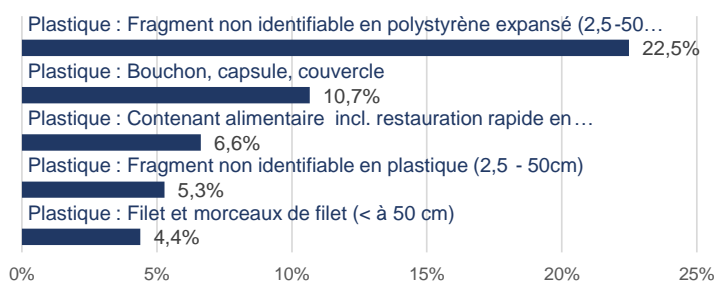 Plastique : Fragment non identifiable en polystyrène expansé (2,5-50…
22,5%
Plastique : Bouchon, capsule, couvercle
10,7%
Plastique : Contenant alimentaire incl. restauration rapide en…
6,6%
Plastique : Fragment non identifiable en plastique (2,5 - 50cm)
5,3%
Plastique : Filet et morceaux de filet (< à 50 cm)
4,4%
0% 5% 10% 15% 20% 25%